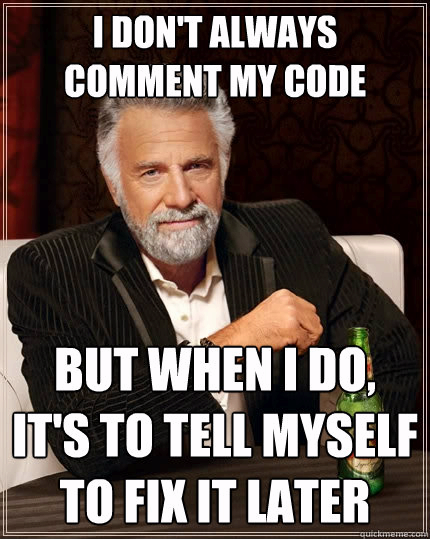 I DON'T ALWAYS
COMMENT MY CODE
BUT WHEN I DO,
IT'S TO TELL MYSELF
TO FIX IT LATER
quickmeme.com